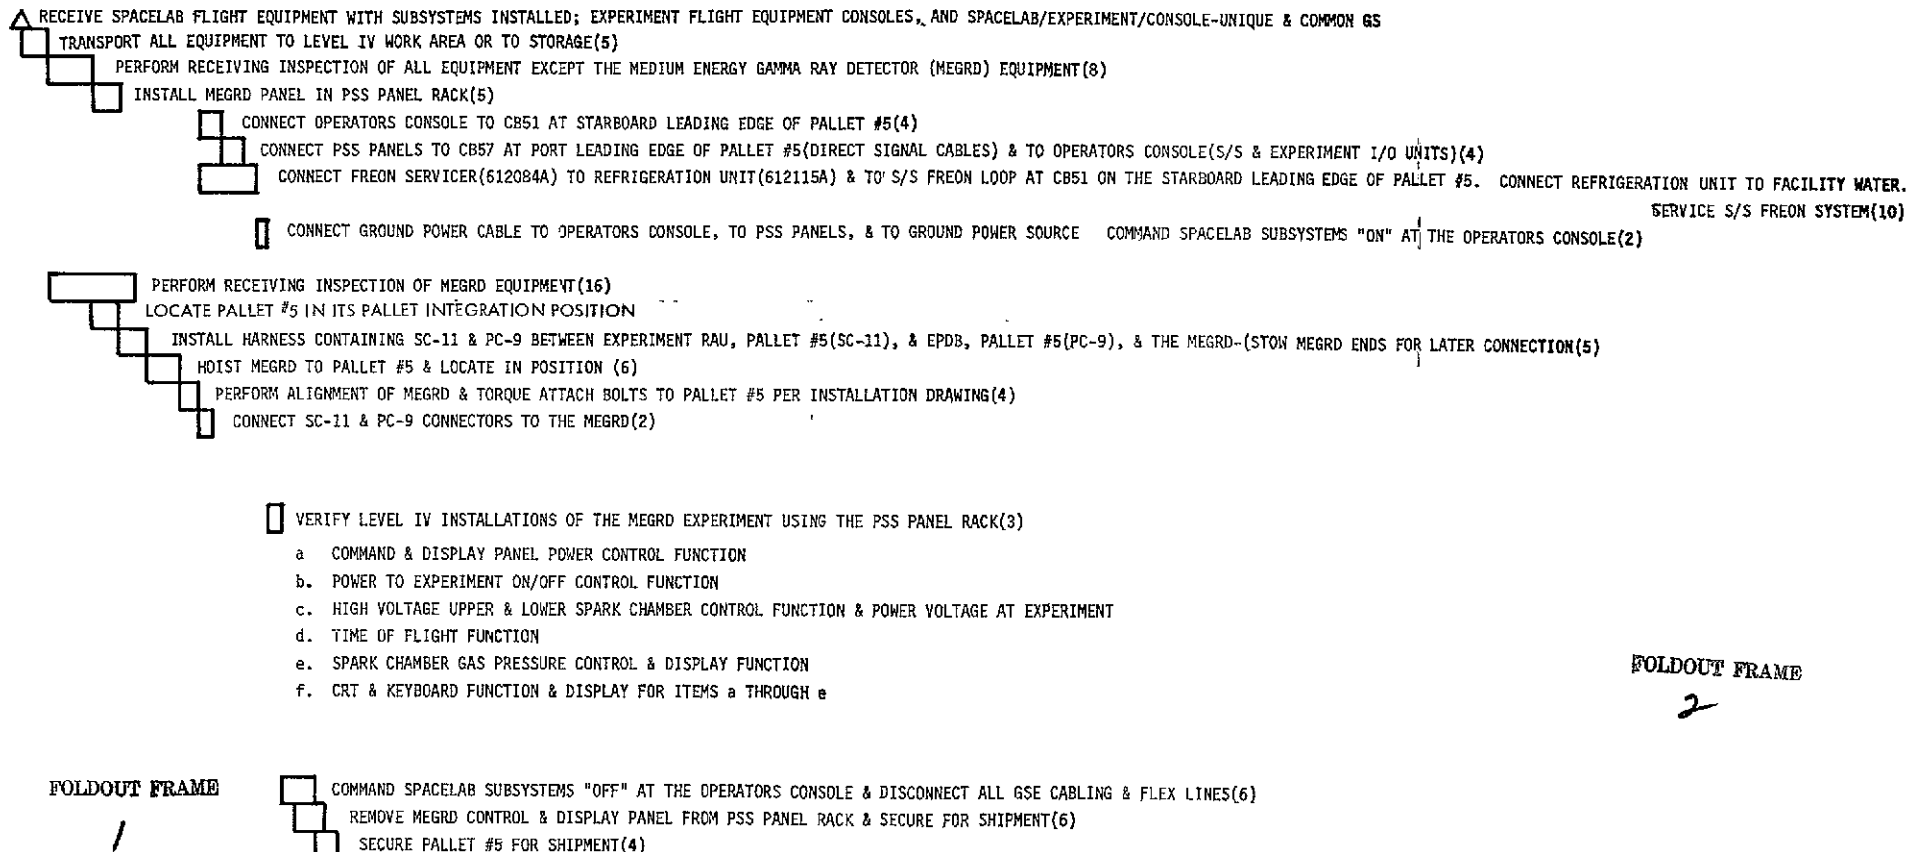 RECEIVE SPACELAB FLIGHT EQUIPMENT WITH SUBSYSTEMS INSTALLED; EXPERIMENT FLIGHT EQUIPMENT CONSOLES, AND SPACELAB/EXPERIMENT/CONSOLE-UNIQUE & COMMON GS
TRANSPORT ALL EQUIPMENT TO LEVEL IV WORK AREA OR TO STORAGE(5)
PERFORM RECEIVING INSPECTION OF ALL EQUIPMENT EXCEPT THE MEDIUM ENERGY GAMMA RAY DETECTOR (MEGRD) EQUIPMENT(8)
INSTALL MEGRD PANEL IN PSS PANEL RACK(5)
CONNECT OPERATORS CONSOLE TO CB51 AT STARBOARD LEADING EDGE OF PALLET #5(4)
CONNECT PSS PANELS TO CB57 AT PORT LEADING EDGE OF PALLET #5(DIRECT SIGNAL CABLES) & TO OPERATORS CONSOLE(S/S & EXPERIMENT I/O UNITS)(4)
CONNECT FREON SERVICER(612084A) TO REFRIGERATION UNIT(612115A) & TO S/S FREON LOOP AT CB51 ON THE STARBOARD LEADING EDGE OF PALLET #5. CONNECT REFRIGERATION UNIT TO FACILITY WATER.
SERVICE S/S FREON SYSTEM(10)
CONNECT GROUND POWER CABLE TO OPERATORS CONSOLE, TO PSS PANELS, & TO GROUND POWER SOURCE COMMAND SPACELAB SUBSYSTEMS "ON" AT THE OPERATORS CONSOLE(2)
PERFORM RECEIVING INSPECTION OF MEGRD EQUIPMENT(16)
LOCATE PALLET #5 IN ITS PALLET INTEGRATION POSITION
INSTALL HARNESS CONTAINING SC-11 & PC-9 BETWEEN EXPERIMENT RAU, PALLET #5(SC-11), & EPDB, PALLET #5(PC-9), & THE MEGRD-(STOW MEGRD ENDS FOR LATER CONNECTION(5)
HOIST MEGRD TO PALLET #5 & LOCATE IN POSITION (6)
PERFORM ALIGNMENT OF MEGRD & TORQUE ATTACH BOLTS TO PALLET #5 PER INSTALLATION DRAWING(4)
CONNECT SC-11 & PC-9 CONNECTORS TO THE MEGRD(2)
VERIFY LEVEL IV INSTALLATIONS OF THE MEGRD EXPERIMENT USING THE PSS PANEL RACK(3)
a COMMAND & DISPLAY PANEL POWER CONTROL FUNCTION
b. POWER TO EXPERIMENT ON/OFF CONTROL FUNCTION
c. HIGH VOLTAGE UPPER & LOWER SPARK CHAMBER CONTROL FUNCTION & POWER VOLTAGE AT EXPERIMENT
d. TIME OF FLIGHT FUNCTION
e. SPARK CHAMBER GAS PRESSURE CONTROL & DISPLAY FUNCTION
f. CRT & KEYBOARD FUNCTION & DISPLAY FOR ITEMS a THROUGH e
FOLDOUT FRAME
2
FOLDOUT FRAME
1
COMMAND SPACELAB SUBSYSTEMS "OFF" AT THE OPERATORS CONSOLE & DISCONNECT ALL GSE CABLING & FLEX LINES(6)
REMOVE MEGRD CONTROL & DISPLAY PANEL FROM PSS PANEL RACK & SECURE FOR SHIPMENT(6)
SECURE PALLET #5 FOR SHIPMENT(4)